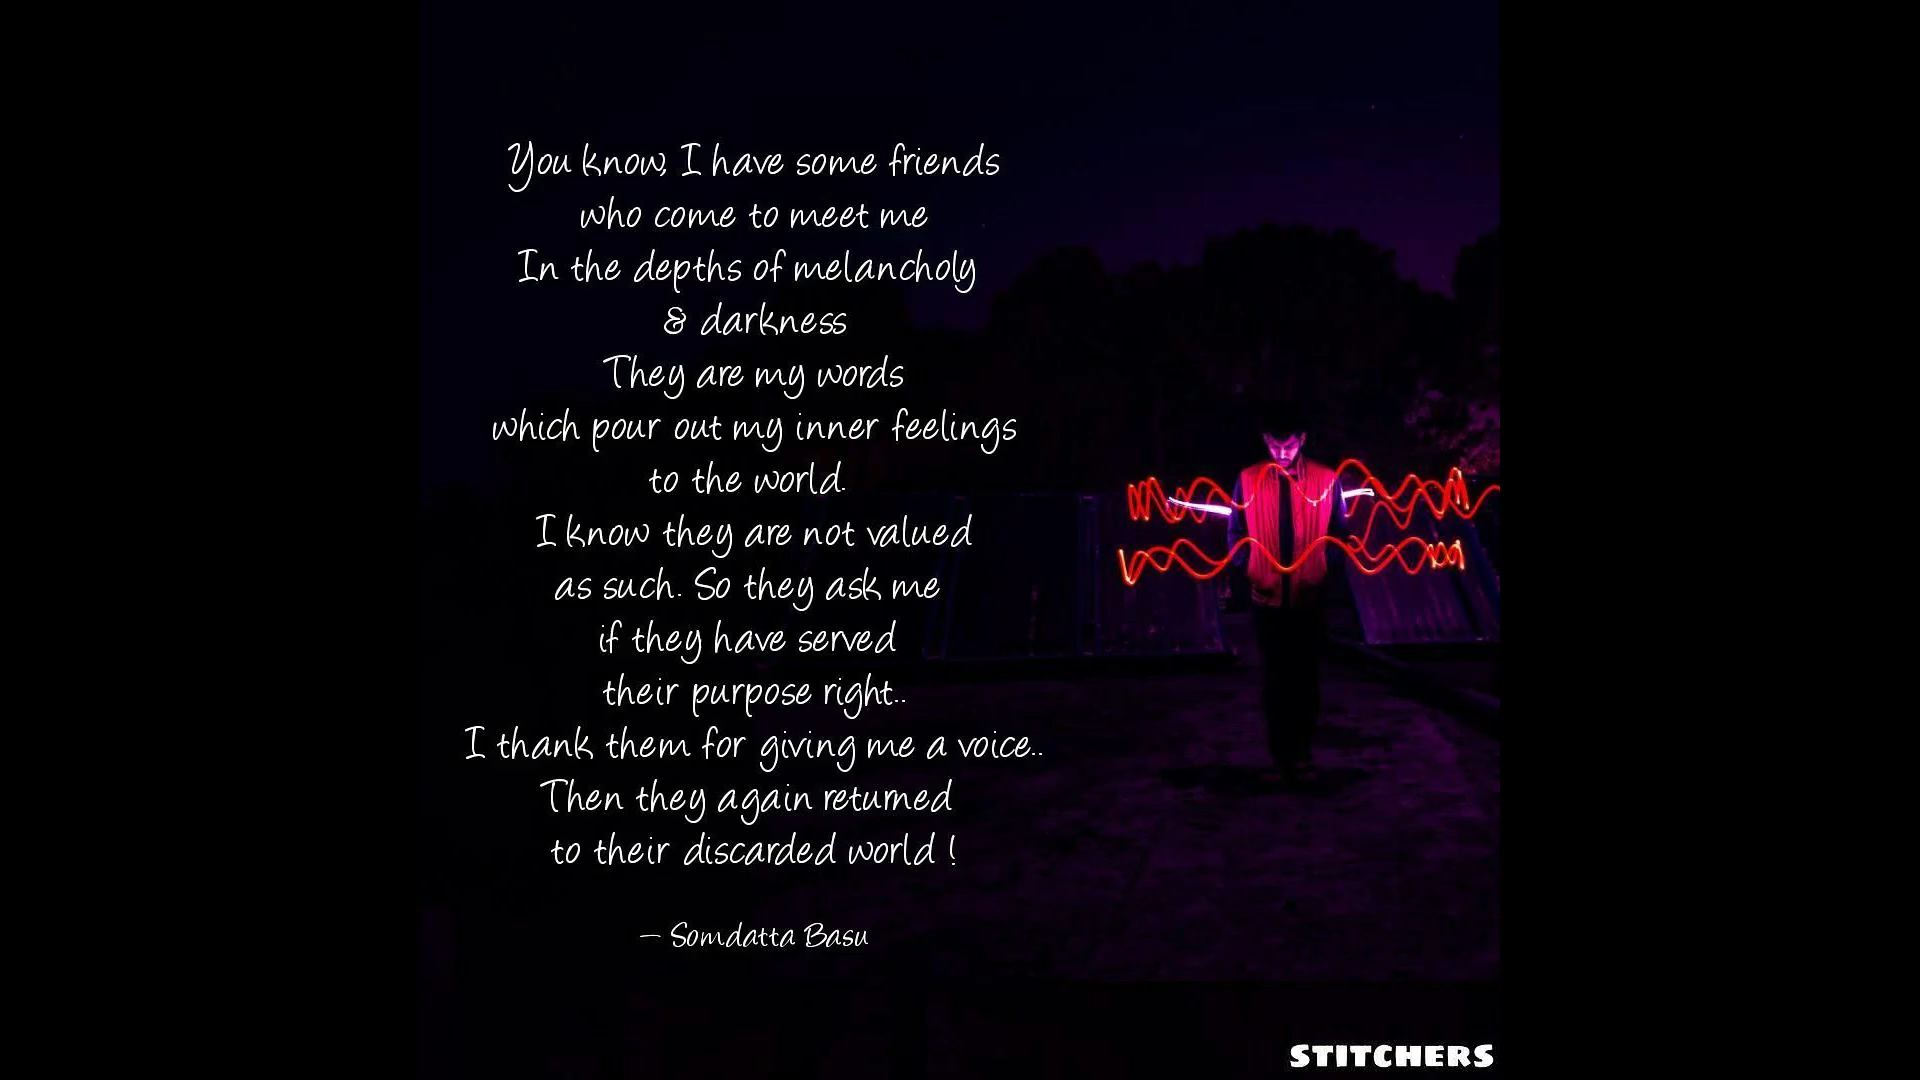 You know, I have some friends
who come to meet me
In the depths of melancholy
& darkness
They are my words
which pour out my inner feelings
to the world.
I know they are not valued
as such. So they ask me
if they have served
their purpose right..
I thank them for giving me a voice..
Then they again returned
to their discarded world !
– Somdatta Basu
STITCHERS